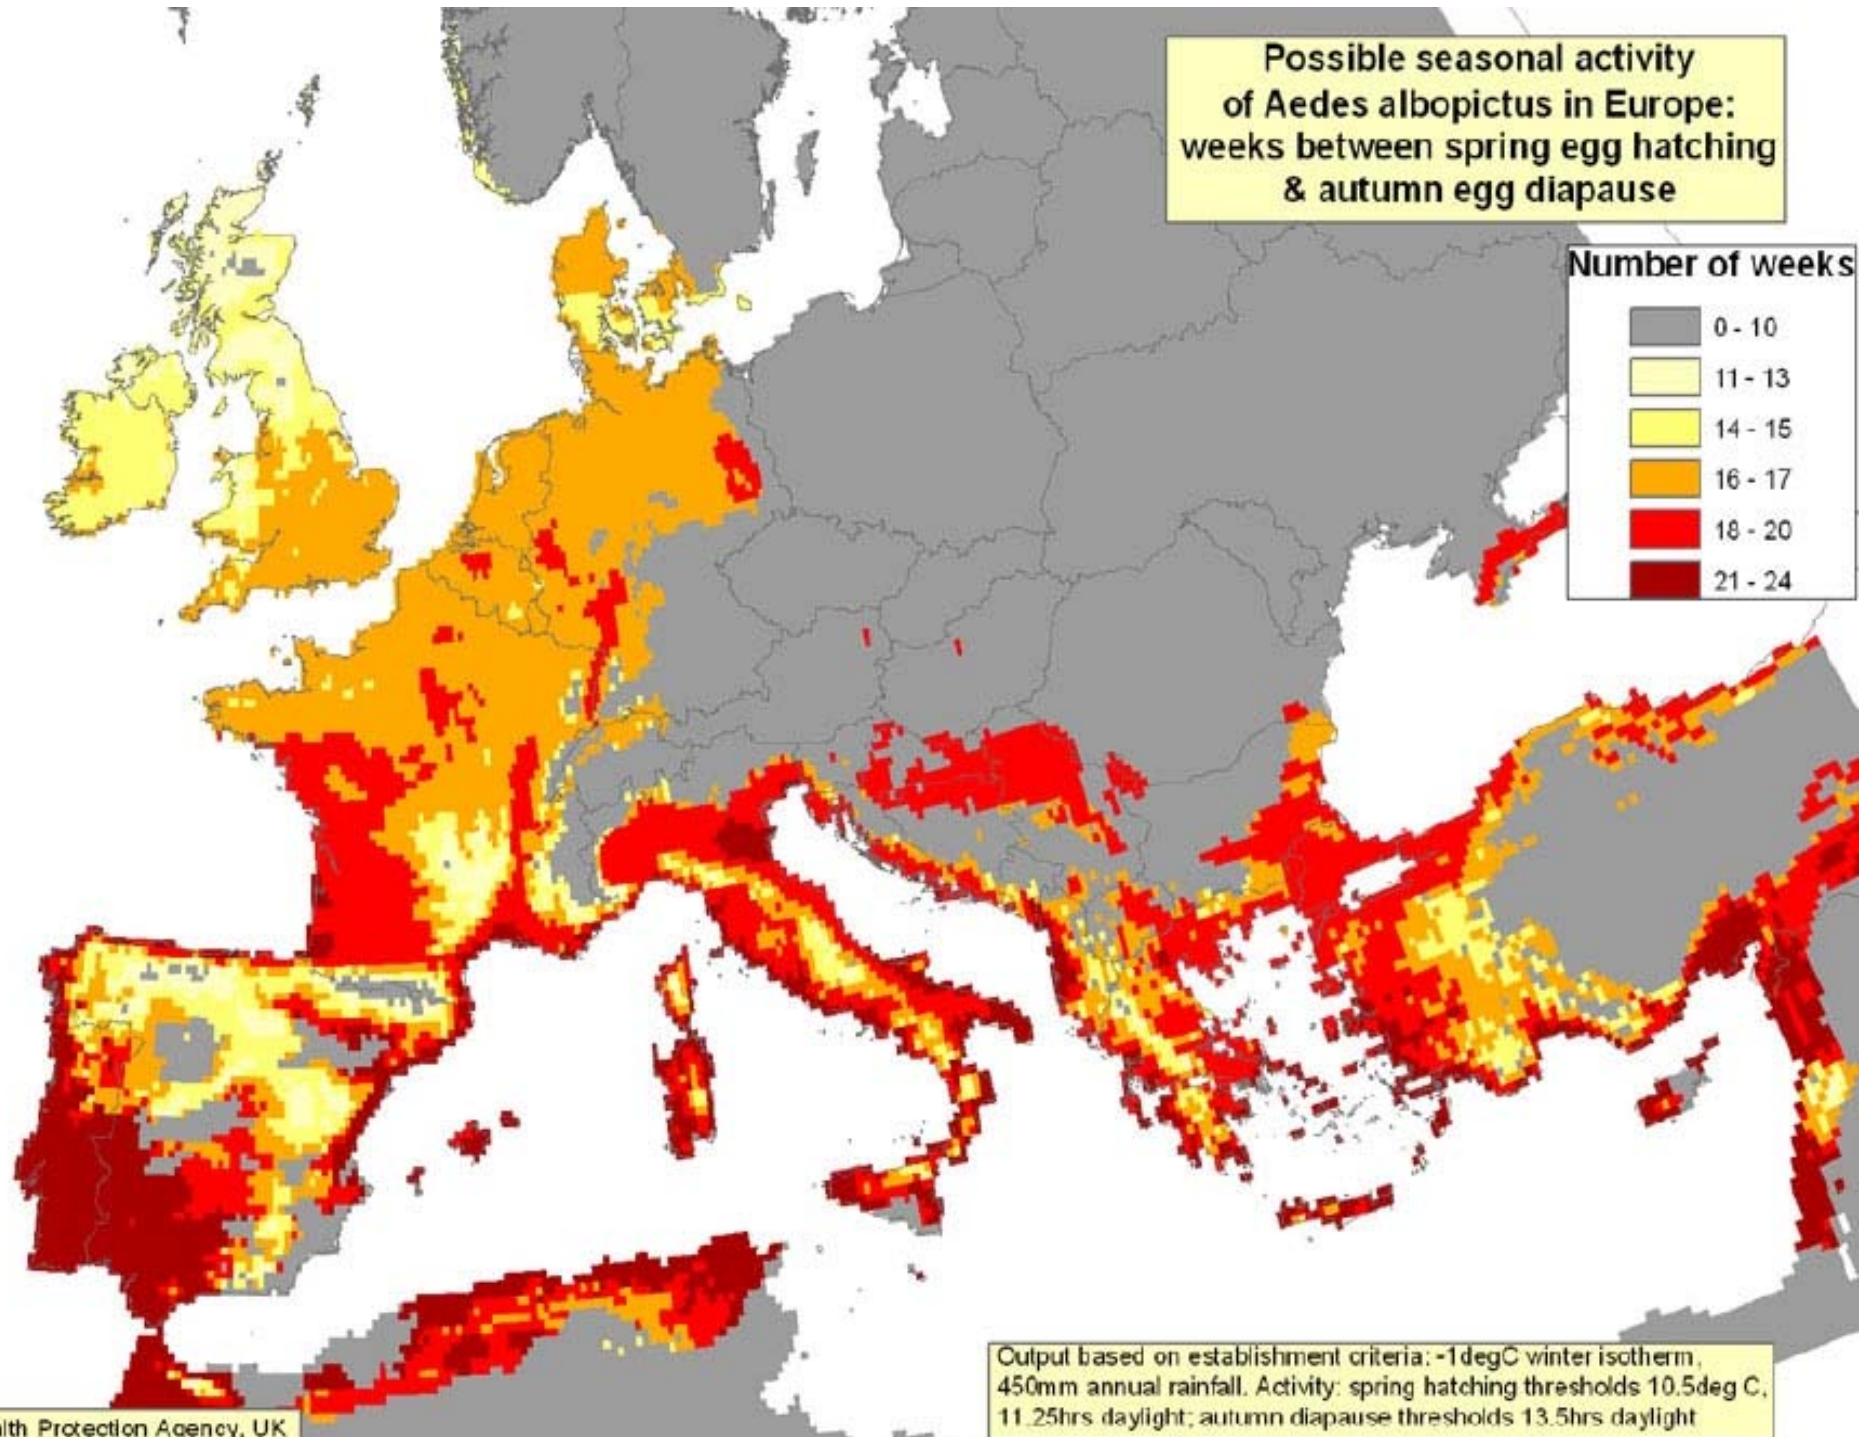 Possible seasonal activity
of Aedes albopictus in Europe:
weeks between spring egg hatching
& autumn egg diapause
Number of weeks
0 - 10
11 - 13
14 - 15
16 - 17
18 - 20
21 - 24
Output based on establishment criteria: -1degC winter isotherm,
450mm annual rainfall. Activity: spring hatching thresholds 10.5deg C,
11.25hrs daylight; autumn diapause thresholds 13.5hrs daylight
lth Protection Agency, UK